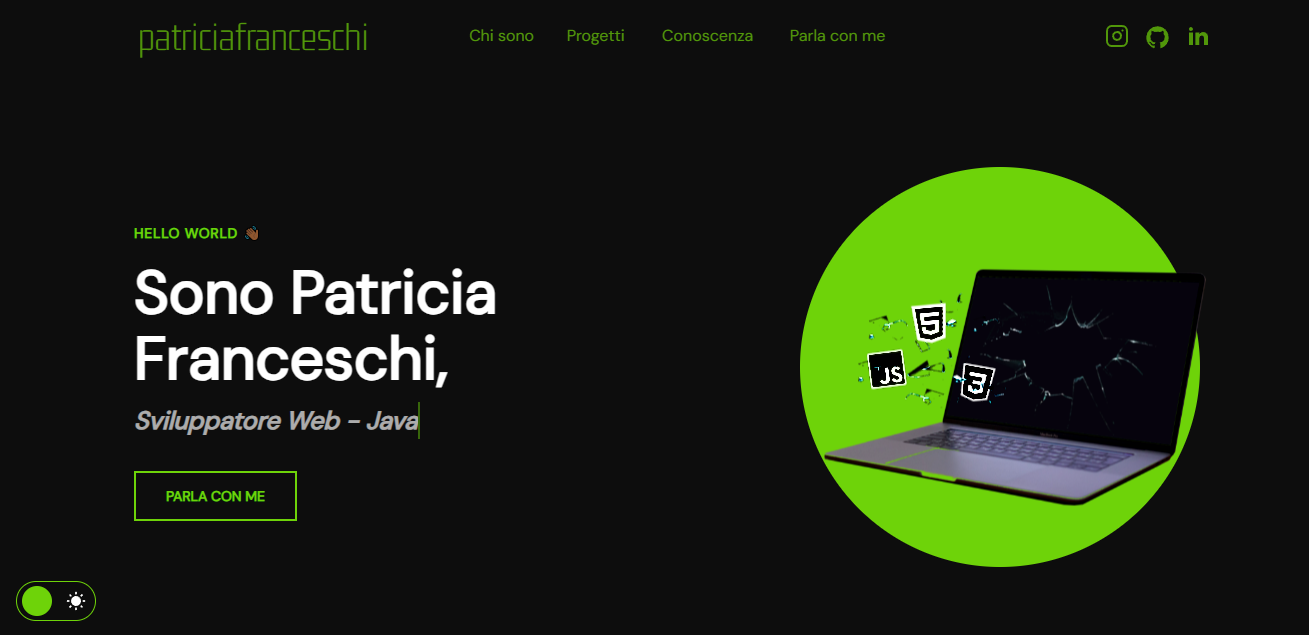 patriciafranceschi
Chi sono Progetti Conoscenza Parla con me
in
HELLO WORLD 👋🏾
Sono Patricia
Franceschi,
Sviluppatore Web - Java
PARLA CON ME
5
JS
3